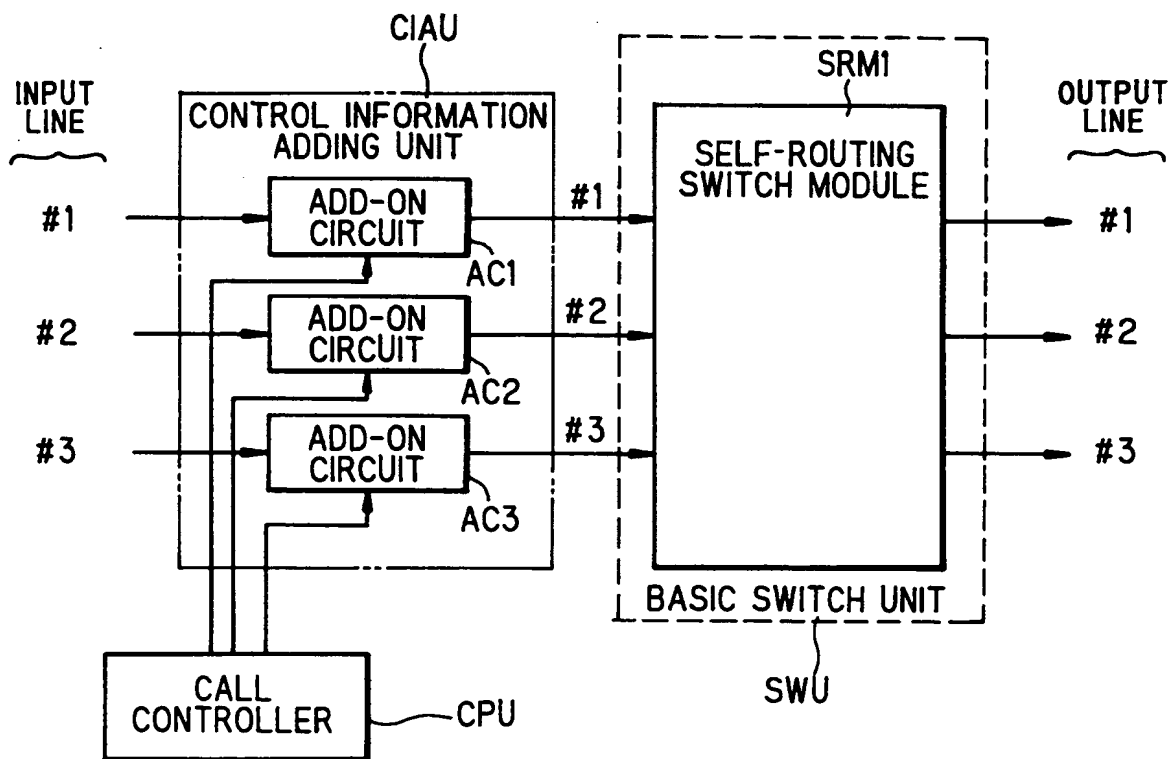 CIAU
SRM1
INPUT
LINE
OUTPUT
LINE
CONTROL INFORMATION
ADDING UNIT
SELF-ROUTING
SWITCH MODULE
#1
ADD-ON
CIRCUIT
#1
#1
AC1
#2
ADD-ON
CIRCUIT
#2
#2
AC2
#3
ADD-ON
CIRCUIT
#3
#3
AC3
BASIC SWITCH UNIT
SWU
CALL
CONTROLLER
CPU